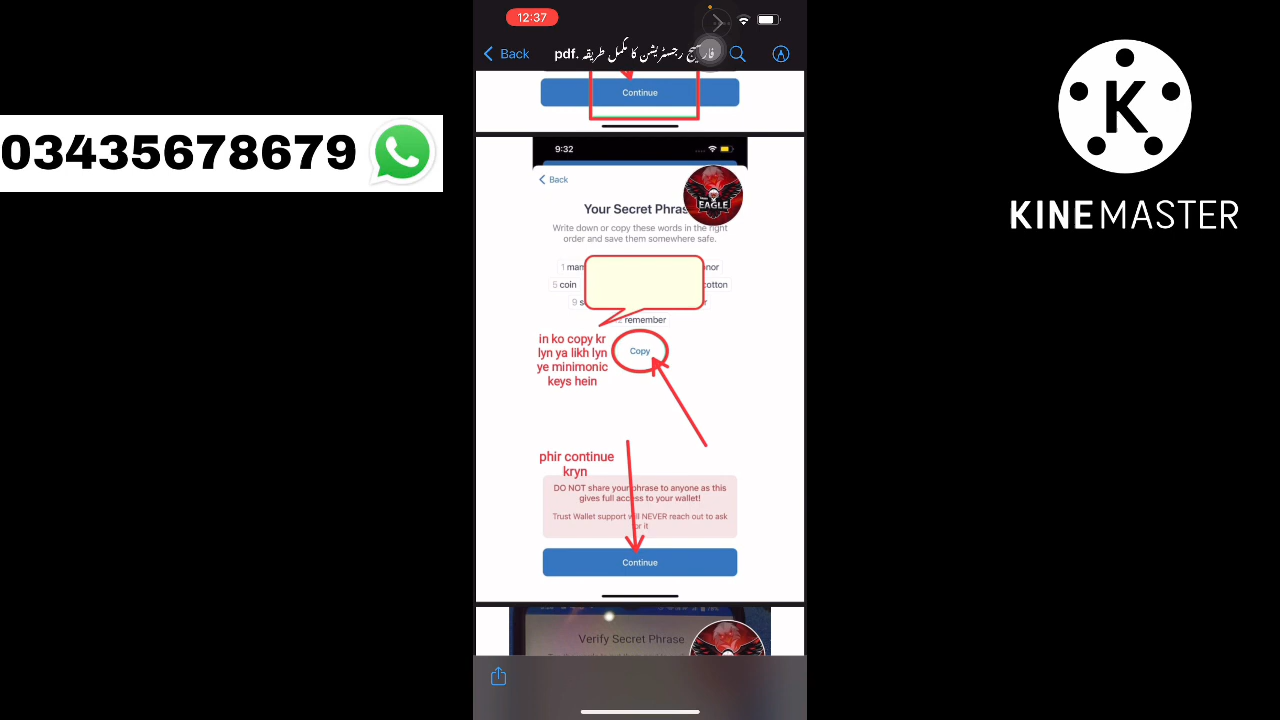 03435678679
12:37
Back
رجسٹریشن کا مکمل طریقہ .pdf
Continue
9:32
Back
EAGLE
Your Secret
Write down or copy these words in the right
order and save them somewhere safe.
1
5 coin cotton
9
remember
in ko copy kr
lyn ya likh lyn
ye minimonic
keys hein
Copy
phir continue
kryn
DO NOT share your phrase to anyone as this
gives full access to your wallet!
Trust Wallet support will NEVER reach out to ask
for it
Continue
Verify Secret Phrase
K
KINEMASTER